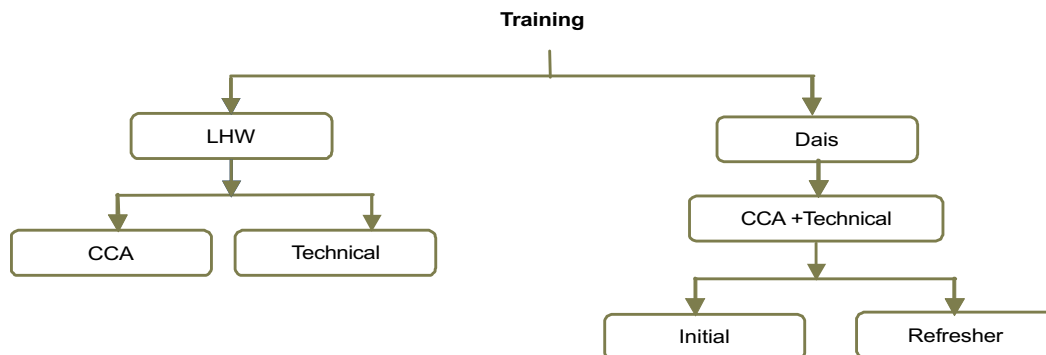 Training
LHW
Dais
CCA +Technical
CCA
Technical
Initial
Refresher